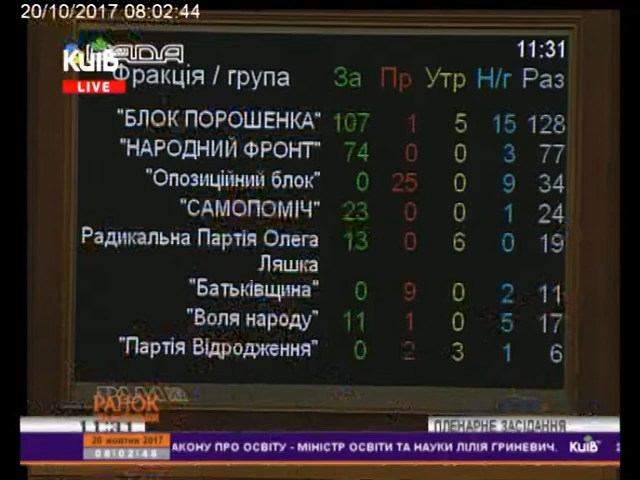 20/10/2017 08:02:44
РАДА
КИЇВ
LIVE
11:31
Фракція / група За Пр Утр Н/г Раз
"БЛОК ПОРОШЕНКА" 107 1 5 15 128
"НАРОДНИЙ ФРОНТ" 74 0 0 3 77
"Опозиційний блок" 0 25 0 9 34
"САМОПОМІЧ" 23 0 0 1 24
Радикальна Партія Олега 13 0 6 0 19
Ляшка
"Батьківщина" 0 9 0 2 11
"Воля народу" 11 1 0 5 17
"Партія Відродження" 0 2 3 1 6
РАНОК
11:31
ПЛЕНАРНЕ ЗАСІДАННЯ
20 жовтня 2017
08:02:48
АКОНУ ПРО ОСВІТУ - МІНІСТР ОСВІТИ ТА НАУКИ ЛІЛІЯ ГРИНЕВИЧ. КИЇВ